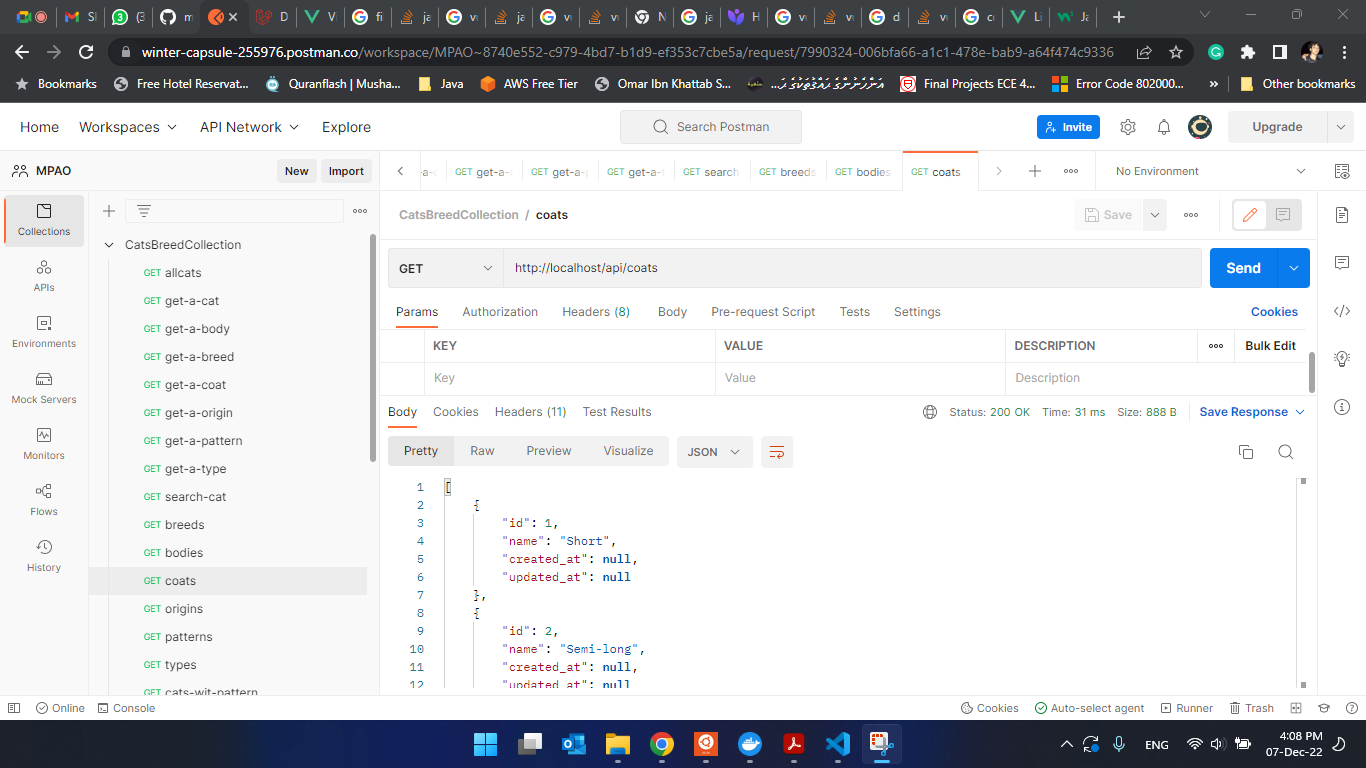 winter-capsule-255976.postman.co/workspace/MPAO~8740e552-c979-4bd7-b1d9-ef353c7cbe5a/request/7990324-006bfa66-a1c1-478e-bab9-a64f474c9336
Bookmarks Free Hotel Reservat... Quranflash | Musha... Java AWS Free Tier Omar Ibn Khattab S... Final Projects ECE 4... Error Code 802000... » Other bookmarks
Home Workspaces API Network Explore Search Postman Invite Upgrade
MPAO New Import
get-a- get-a- get-a- search breeds bodies
GET get-a- GET get-a- GET get-a- GET search GET breeds GET bodies GET coats No Environment
CatsBreedCollection / coats Save
Collections
APIs
Environments
Mock Servers
Monitors
Flows
History
CatsBreedCollection
GET allcats
GET get-a-cat
GET get-a-body
GET get-a-breed
GET get-a-coat
GET get-a-origin
GET get-a-pattern
GET get-a-type
GET search-cat
GET breeds
GET bodies
GET coats
GET origins
GET patterns
GET types
GET cats-wit-pattern
GET http://localhost/api/coats Send
Params Authorization Headers (8) Body Pre-request Script Tests Settings Cookies
KEY VALUE DESCRIPTION Bulk Edit
Key Value Description
Body Cookies Headers (11) Test Results Status: 200 OK Time: 31 ms Size: 888 B Save Response
Pretty Raw Preview Visualize JSON
1 [
2 {
3 "id": 1,
4 "name": "Short",
5 "created_at": null,
6 "updated_at": null
7 },
8 {
9 "id": 2,
10 "name": "Semi-long",
11 "created_at": null,
12 "updated_at": null
Online Console Cookies Auto-select agent Runner Trash
ENG 4:08 PM
07-Dec-22